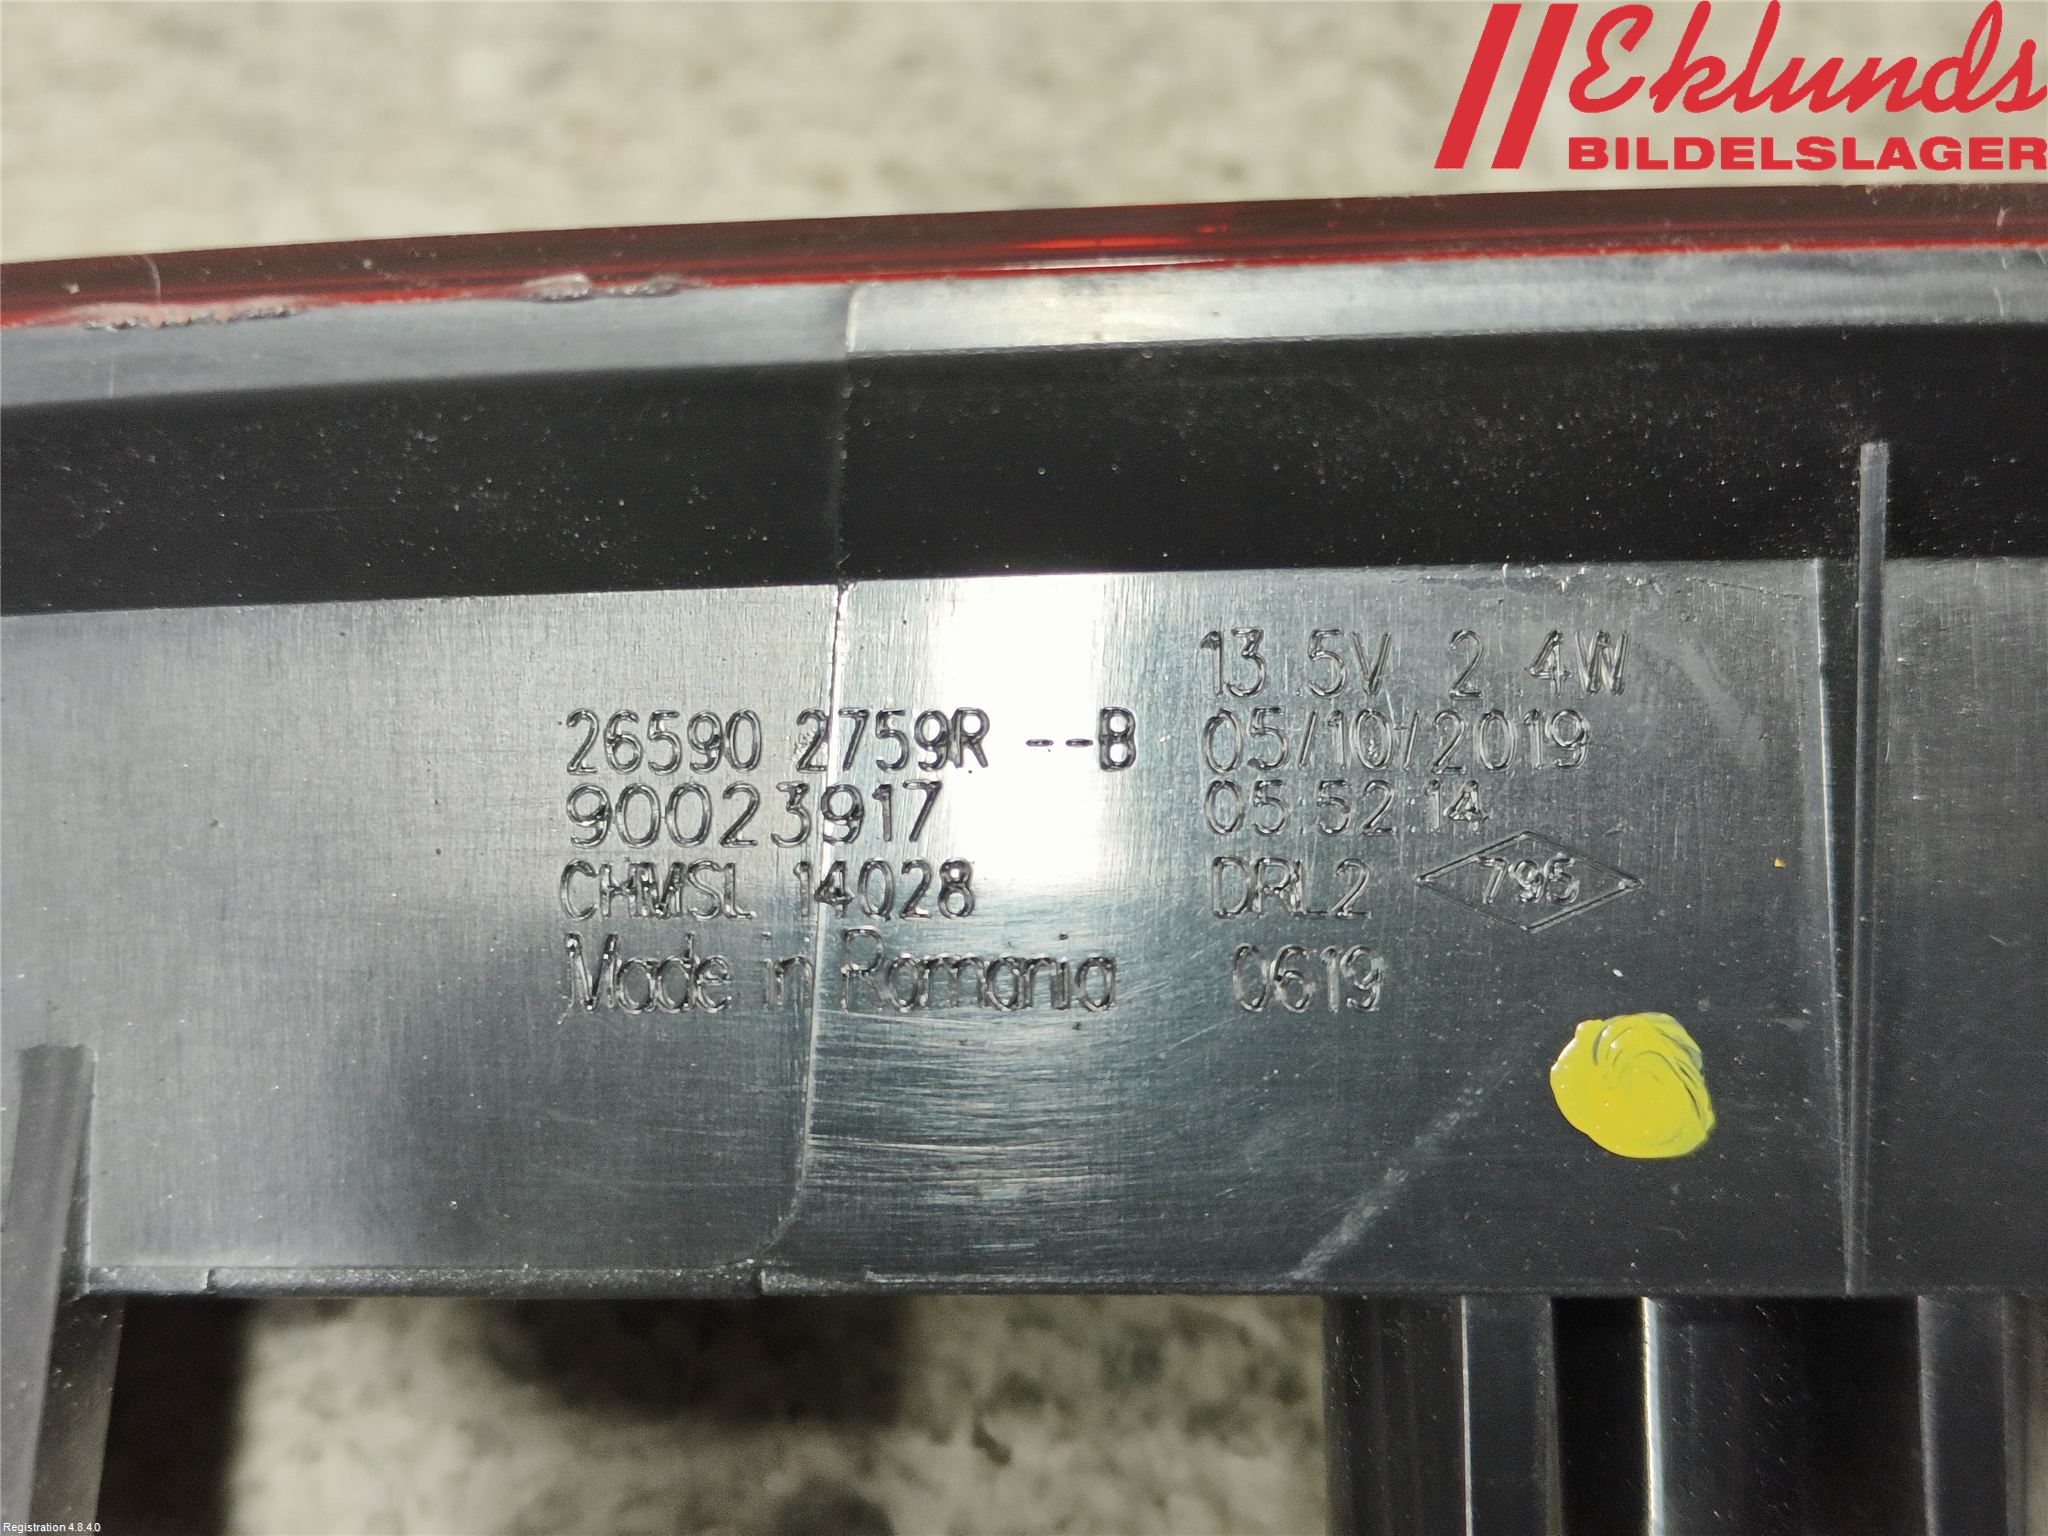 Eklunds
BILDELSLAGER
13.5V 2.4W
26590 2759R --B 05/10/2019
90023917 05.52.14
CHMSL 14028 DRL2 795
Made in Romania 0619
Registration 4.8.4.0